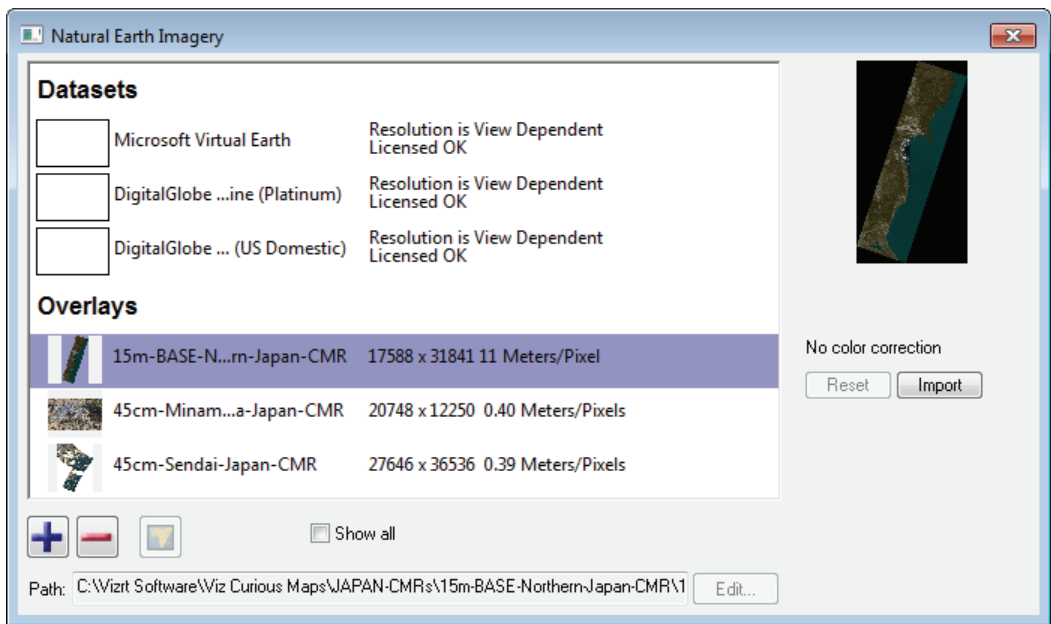 Natural Earth Imagery
Datasets
Microsoft Virtual Earth
Resolution is View Dependent
Licensed OK
DigitalGlobe ...ine (Platinum)
Resolution is View Dependent
Licensed OK
DigitalGlobe ... (US Domestic)
Resolution is View Dependent
Licensed OK
Overlays
15m-BASE-N...rn-Japan-CMR 17588 x 31841 11 Meters/Pixel
45cm-Minam...a-Japan-CMR 20748 x 12250 0.40 Meters/Pixels
45cm-Sendai-Japan-CMR 27646 x 36536 0.39 Meters/Pixels
No color correction
Reset Import
Show all
Path: C:\Vizrt Software\Viz Curious Maps\JAPAN-CMRs\15m-BASE-Northern-Japan-CMR\1 Edit...